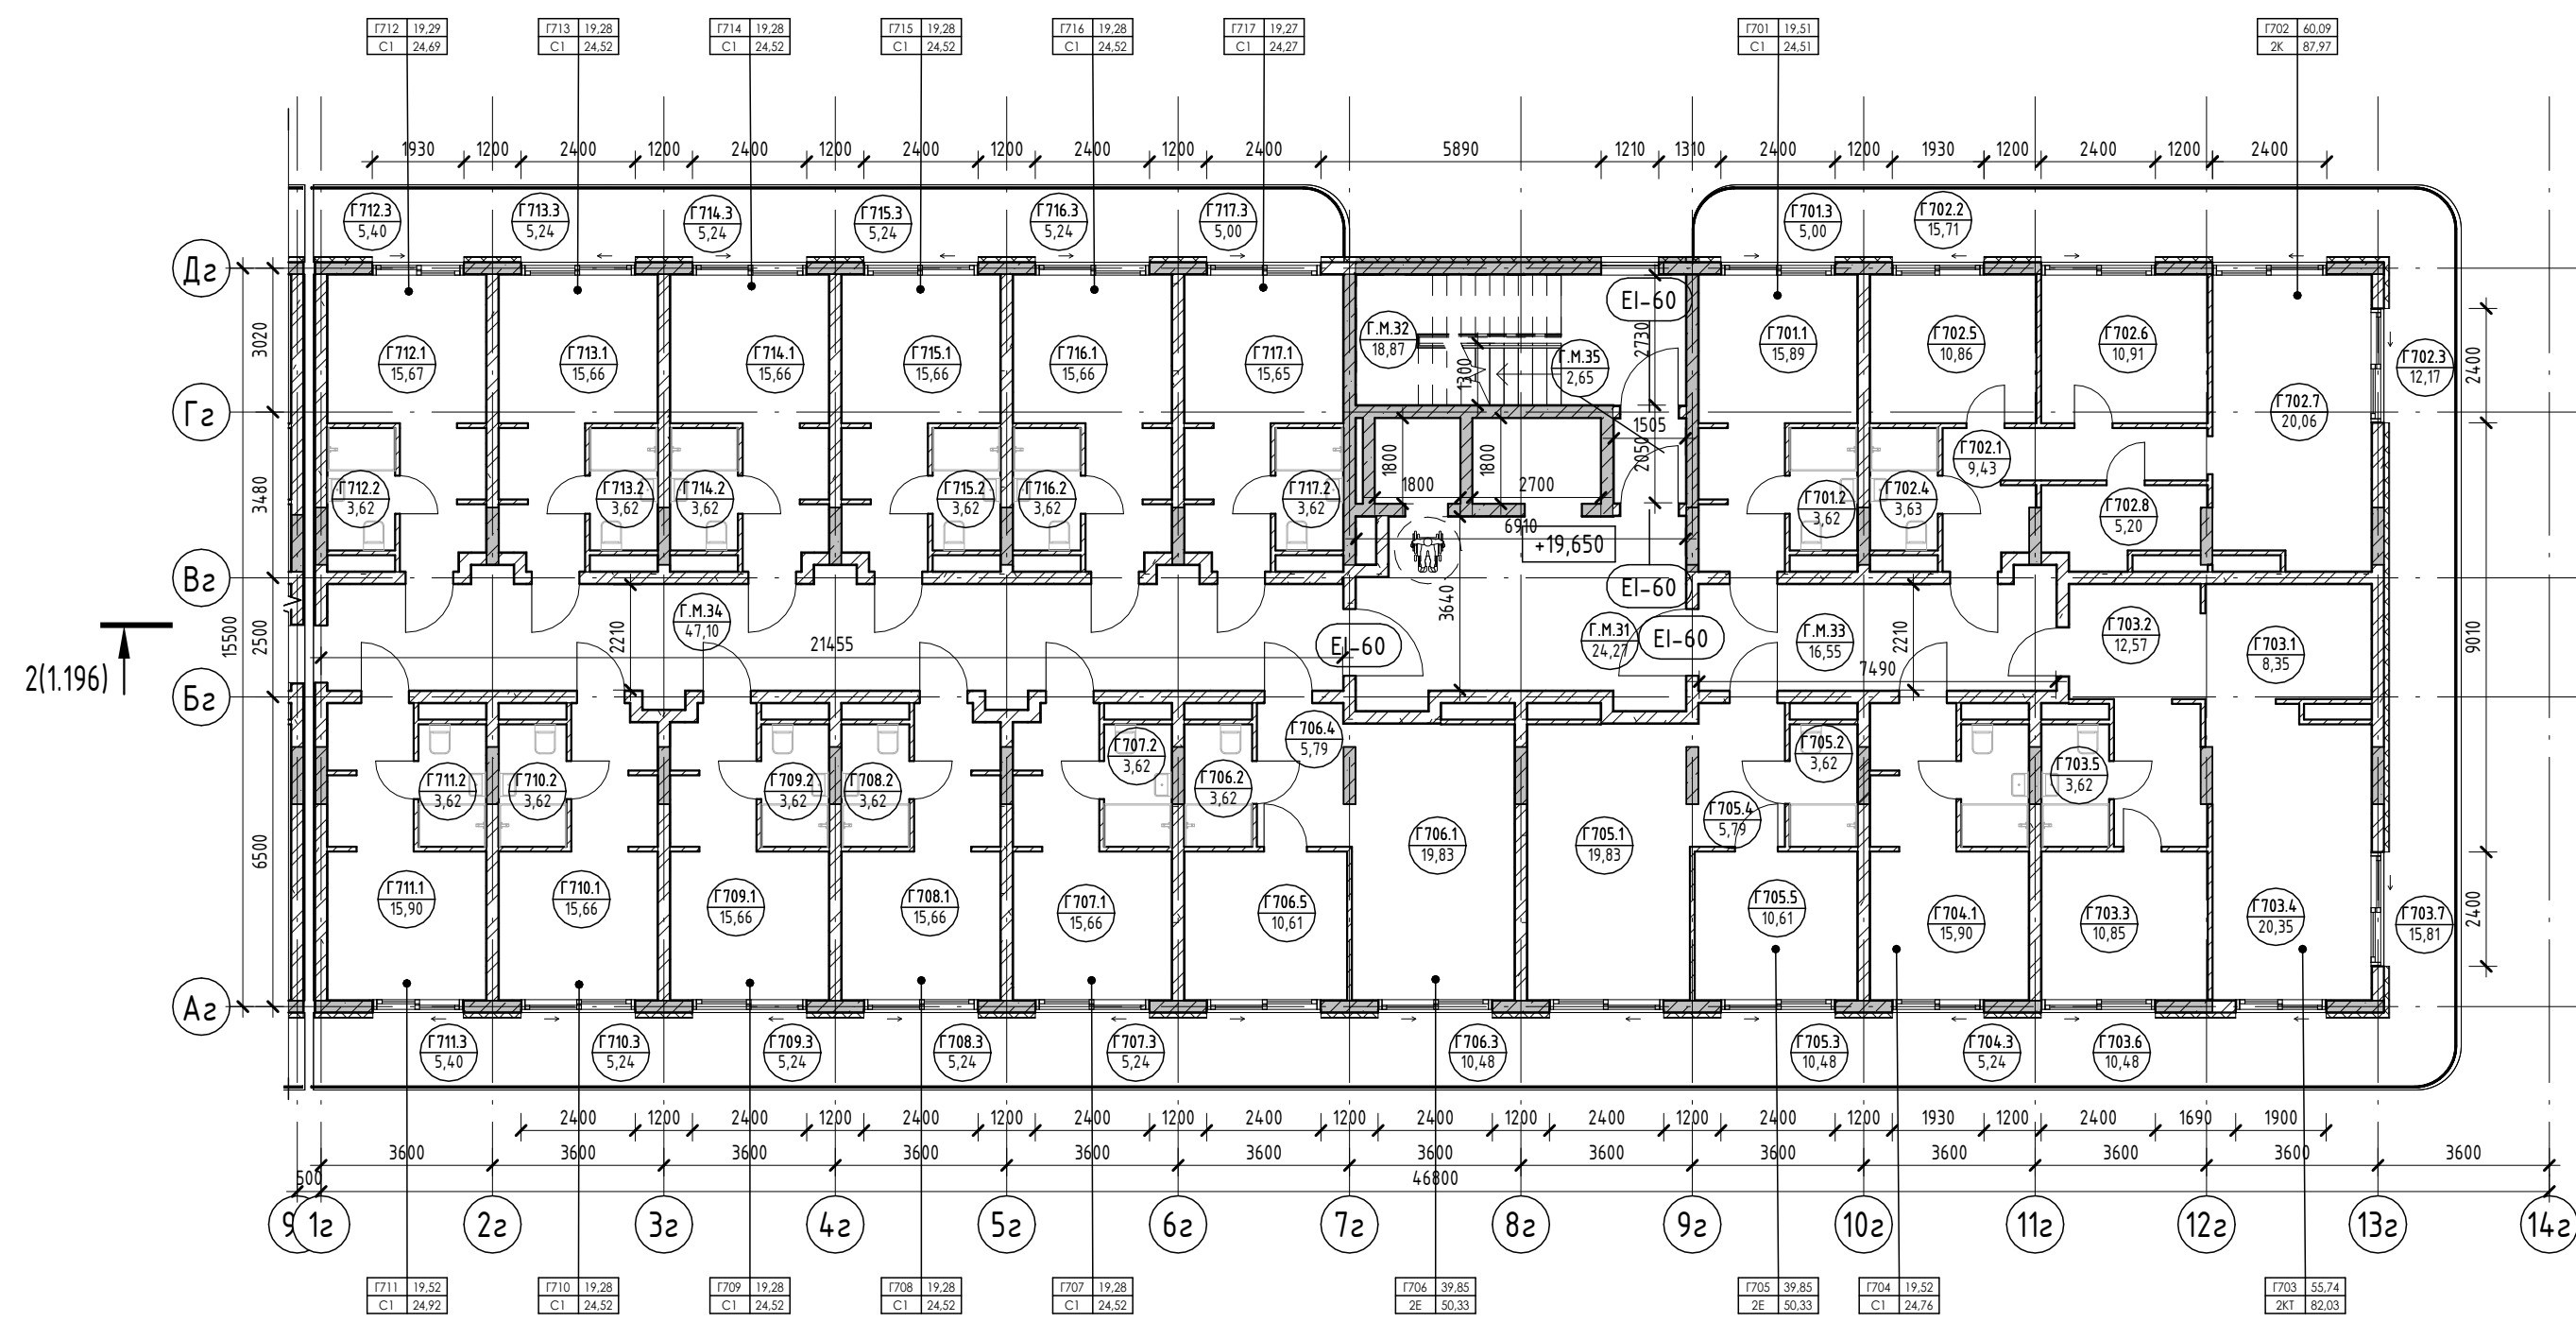 Г712 19,29
С1 24,69
Г713 19,28
С1 24,52
Г714 19,28
С1 24,52
Г715 19,28
С1 24,52
Г716 19,28
С1 24,52
Г717 19,27
С1 24,27
Г701 19,51
С1 24,51
Г702 60,09
2К 87,97
1930 1200 2400 1200 2400 1200 2400 1200 2400 1200 2400 5890 1210 1310 2400 1200 1930 1200 2400 1200 2400
Г712.3
5,40
Г713.3
5,24
Г714.3
5,24
Г715.3
5,24
Г716.3
5,24
Г717.3
5,00
Г701.3
5,00
Г702.2
15,71
Дг
Гг
Вг
Бг
Аг
3020
3480
2500
6500
15500
2(1.196)
Г712.1
15,67
Г713.1
15,66
Г714.1
15,66
Г715.1
15,66
Г716.1
15,66
Г717.1
15,65
Г.М.32
18,87
Г.М.35
2,65
EI-60
2730
1300
Г701.1
15,89
Г702.5
10,86
Г702.6
10,91
Г702.3
12,17
2400
Г702.7
20,06
Г712.2
3,62
Г713.2
3,62
Г714.2
3,62
Г715.2
3,62
Г716.2
3,62
Г717.2
3,62
1800
1800
1800
2700
1505
2050
6910
+19,650
Г701.2
3,62
Г702.4
3,63
Г702.1
9,43
Г702.8
5,20
EI-60
3640
Г.М.34
47,10
2210
21455
EI-60
Г.М.31
24,27
EI-60
Г.М.33
16,55
2210
7490
Г703.2
12,57
Г703.1
8,35
9010
Г711.2
3,62
Г710.2
3,62
Г709.2
3,62
Г708.2
3,62
Г707.2
3,62
Г706.2
3,62
Г706.4
5,79
Г705.2
3,62
Г705.4
5,79
Г703.5
3,62
Г711.1
15,90
Г710.1
15,66
Г709.1
15,66
Г708.1
15,66
Г707.1
15,66
Г706.5
10,61
Г706.1
19,83
Г705.1
19,83
Г705.5
10,61
Г704.1
15,90
Г703.3
10,85
Г703.4
20,35
Г703.7
15,81
2400
Г711.3
5,40
Г710.3
5,24
Г709.3
5,24
Г708.3
5,24
Г707.3
5,24
Г706.3
10,48
Г705.3
10,48
Г704.3
5,24
Г703.6
10,48
2400 1200 2400 1200 2400 1200 2400 1200 2400 1200 2400 1200 2400 1200 2400 1200 1930 1200 2400 1690 1900
3600 3600 3600 3600 3600 3600 3600 3600 3600 3600 3600 3600 3600
500 46800
9 1г 2г 3г 4г 5г 6г 7г 8г 9г 10г 11г 12г 13г 14г
Г711 19,52
С1 24,92
Г710 19,28
С1 24,52
Г709 19,28
С1 24,52
Г708 19,28
С1 24,52
Г707 19,28
С1 24,52
Г706 39,85
2Е 50,33
Г705 39,85
2Е 50,33
Г704 19,52
С1 24,76
Г703 55,74
2КТ 82,03